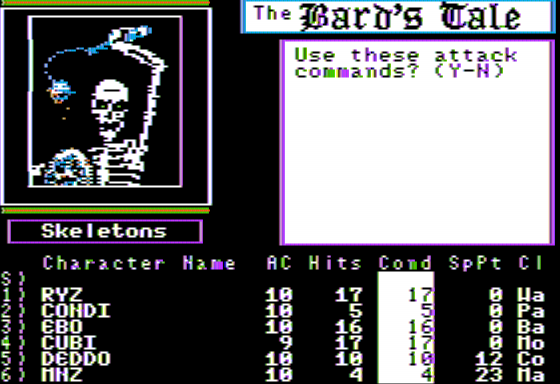 The Bard's Tale
Use these attack
commands? (Y-N)
Skeletons
Character Name AC Hits Cond SpPt Cl
S)
1) RYZ 10 17 17 0 Wa
2) CONDI 10 5 5 0 Pa
3) EBO 10 16 16 0 Ba
4) CUBI 9 17 17 0 Mo
5) DEDDO 10 10 10 12 Co
6) MNZ 10 4 4 23 Ma